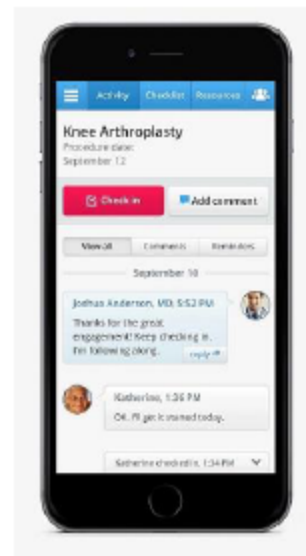 Activity Checklist Resources
Knee Arthroplasty
Procedure date:
September 12
Check in
Add comment
View all Comments Reminders
September 10
Joshua Anderson, MD, 5:52 PM
Thanks for the great
engagement! Keep checking in.
I'm following along.
reply
Katherine, 1:36 PM
OK. I'll get it started today.
Katherine checked in, 1:34 PM